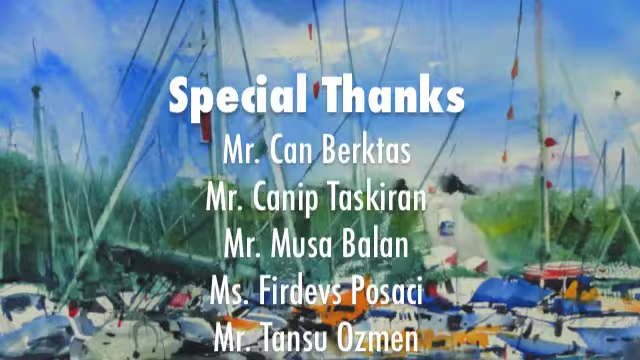 Special Thanks
Mr. Can Berktas
Mr. Canip Taskiran
Mr. Musa Balan
Ms. Firdevs Posaci
Mr. Tansu Ozmen